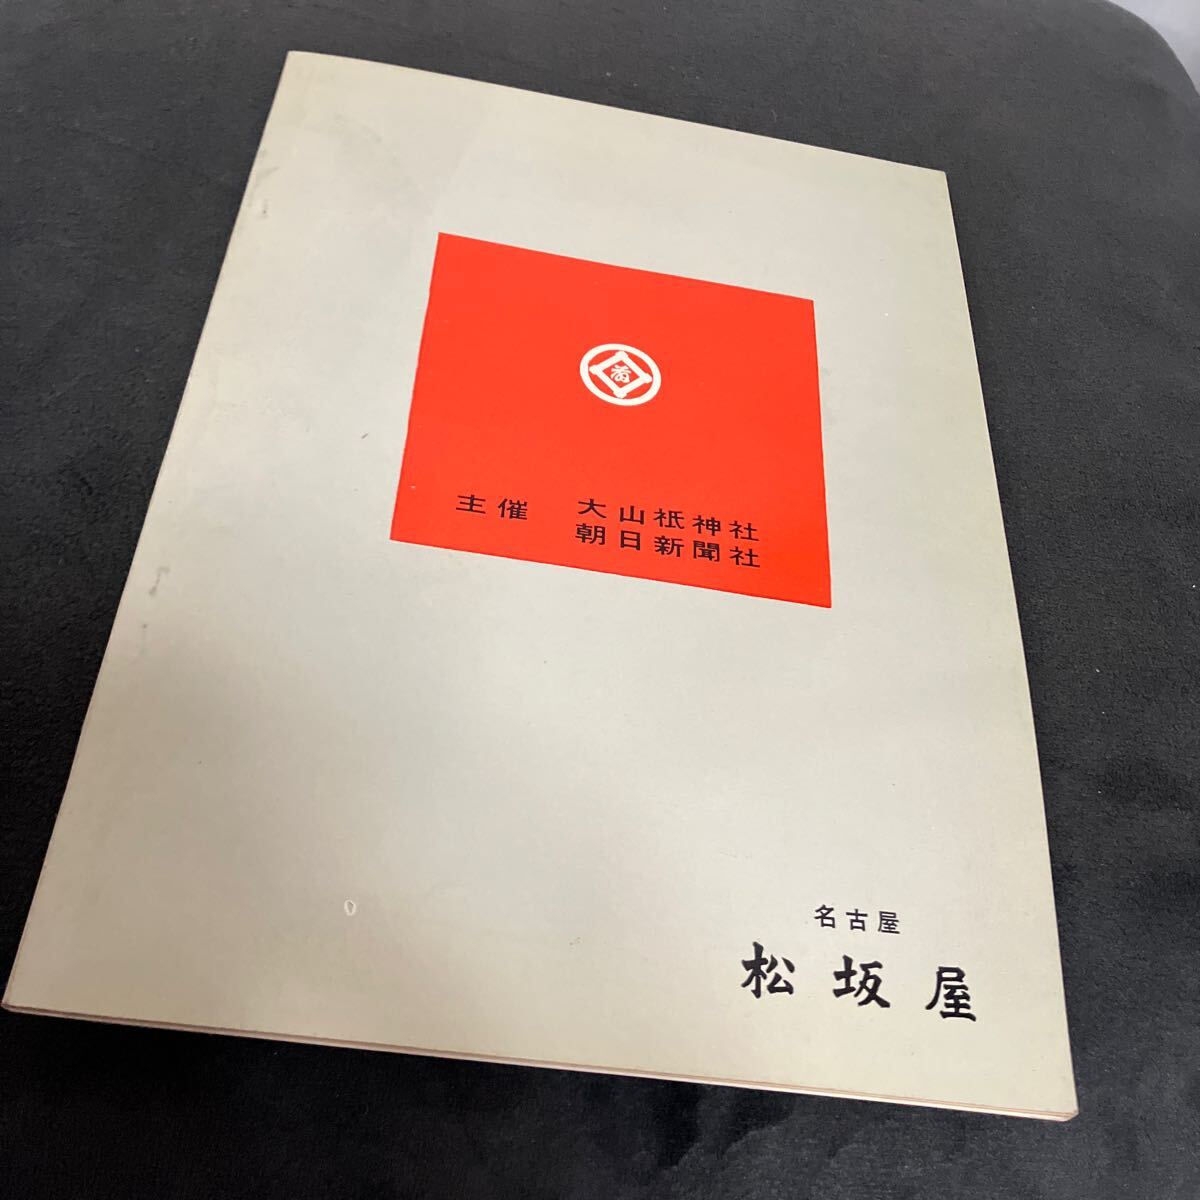 主催 大山祇神社
朝日新聞社
名古屋
松坂屋